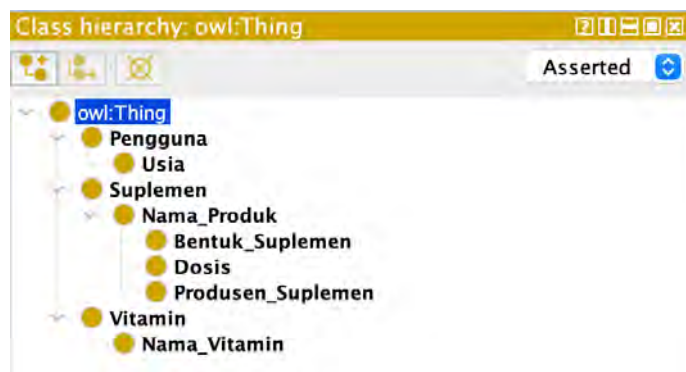 Class hierarchy: owl:Thing
Asserted
owl:Thing
Pengguna
Usia
Suplemen
Nama_Produk
Bentuk_Suplemen
Dosis
Produsen_Suplemen
Vitamin
Nama_Vitamin